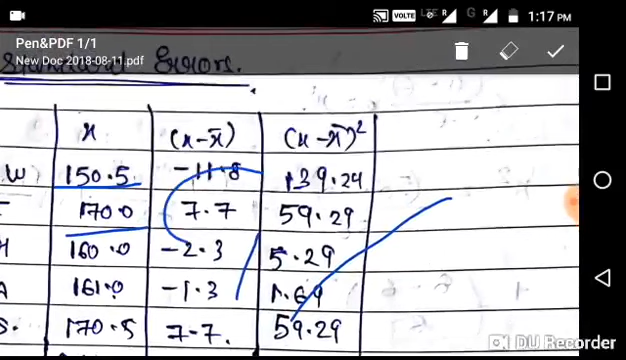 VOLTE 1:17 PM
Pen&PDF 1/1
New Doc 2018-08-11.pdf
Errors.
x (x-x̄) (x-x̄)²
W) 150.5 -11.8 139.24
170.0 7.7 59.29
H 160.0 -2.3 5.29
A 161.0 -1.3 1.69
S. 170.5 7.7. 59.29
DU Recorder